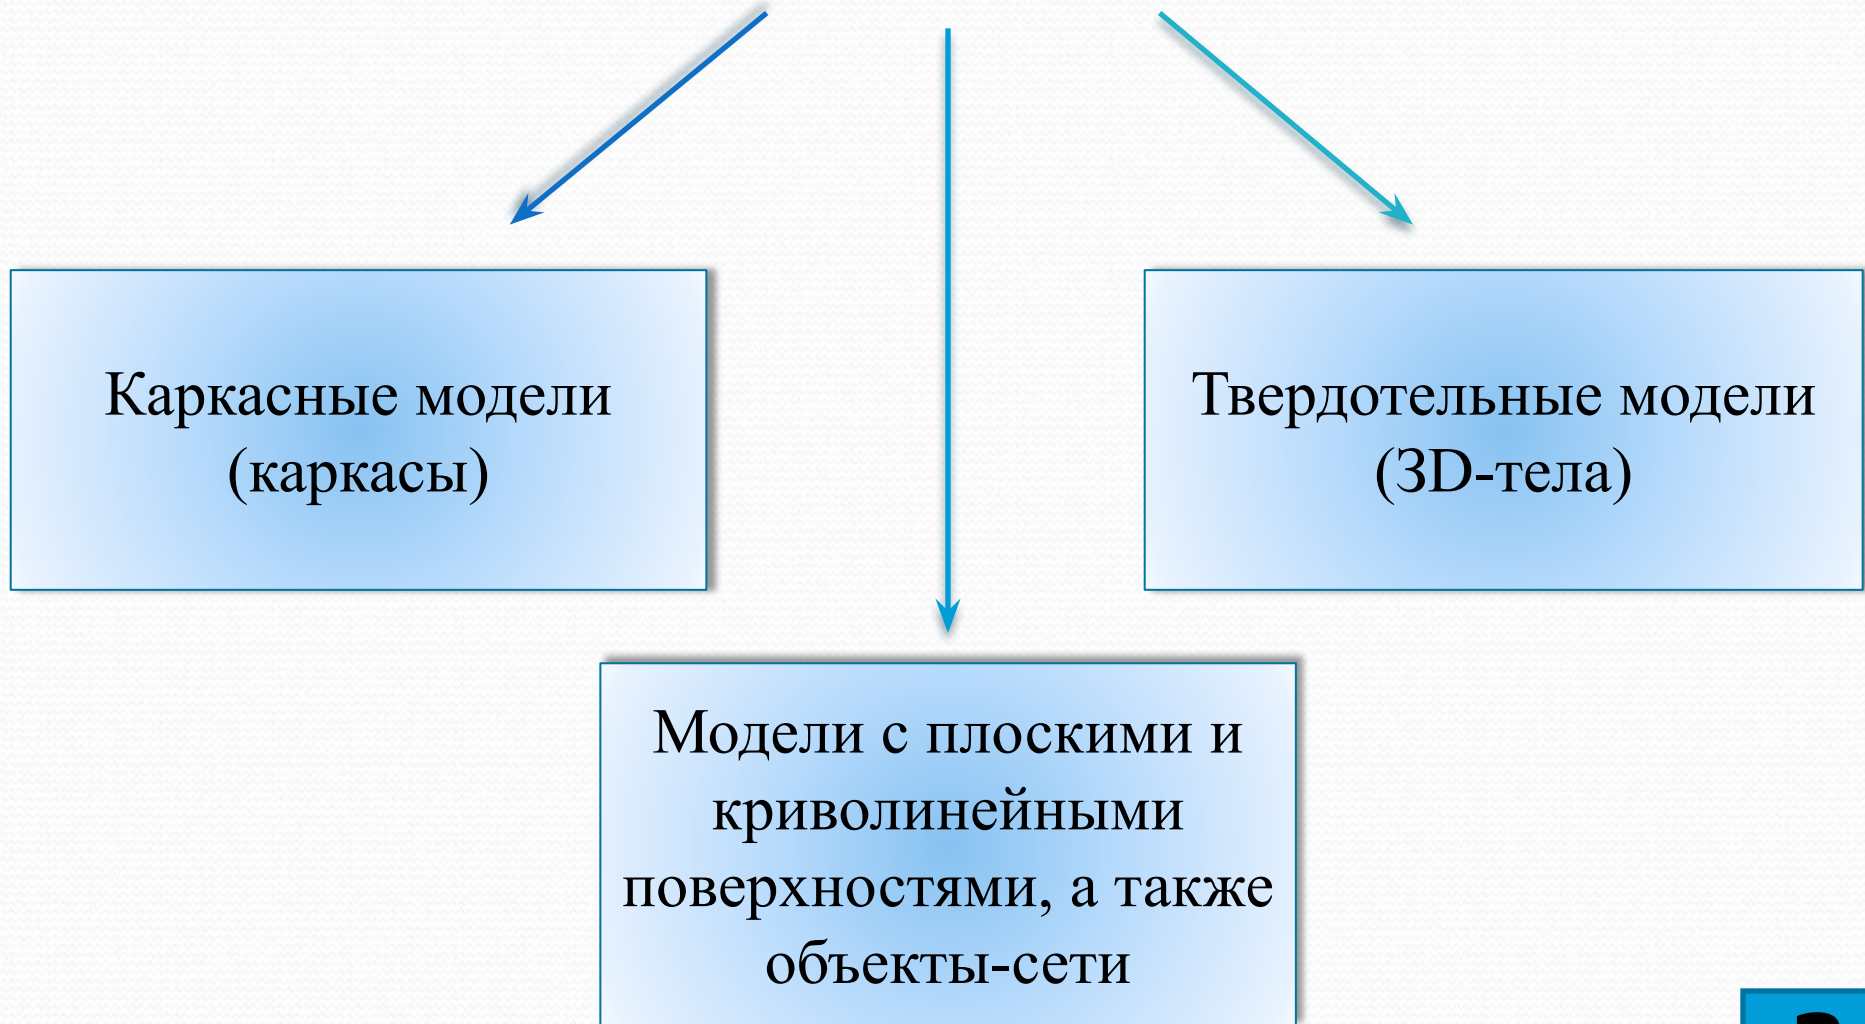 Каркасные модели
(каркасы)
Твердотельные модели
(3D-тела)
Модели с плоскими и
криволинейными
поверхностями, а также
объекты-сети